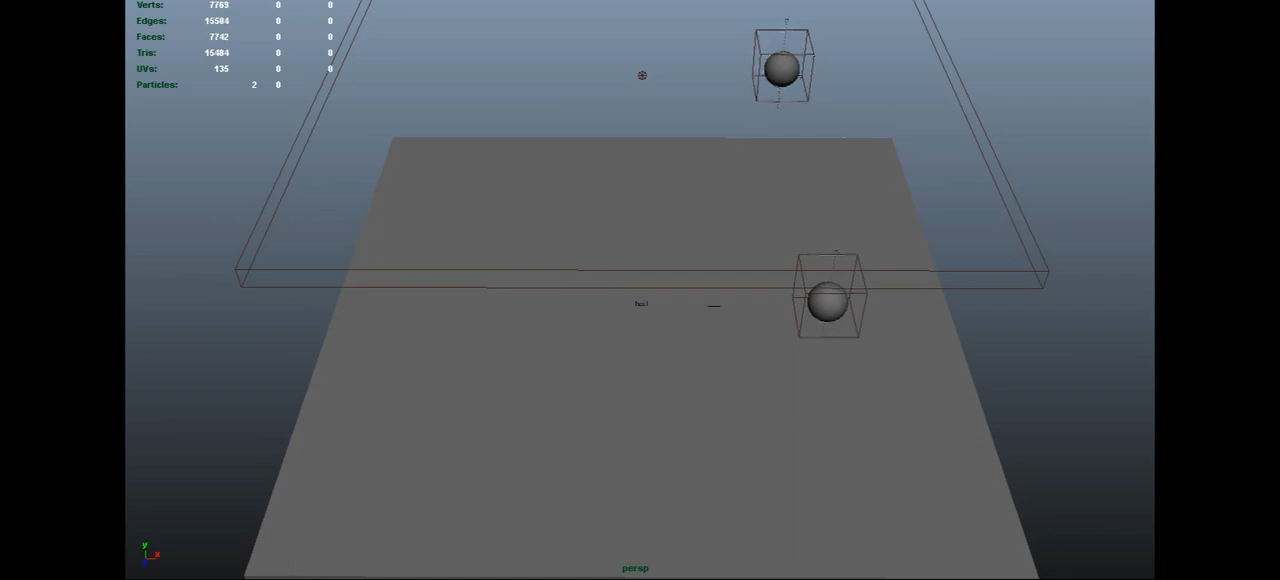 Verts: 7769 0 0
Edges: 15504 0 0
Faces: 7742 0 0
Tris: 15484 0 0
UVs: 135 0 0
Particles: 2 0
y
x
persp